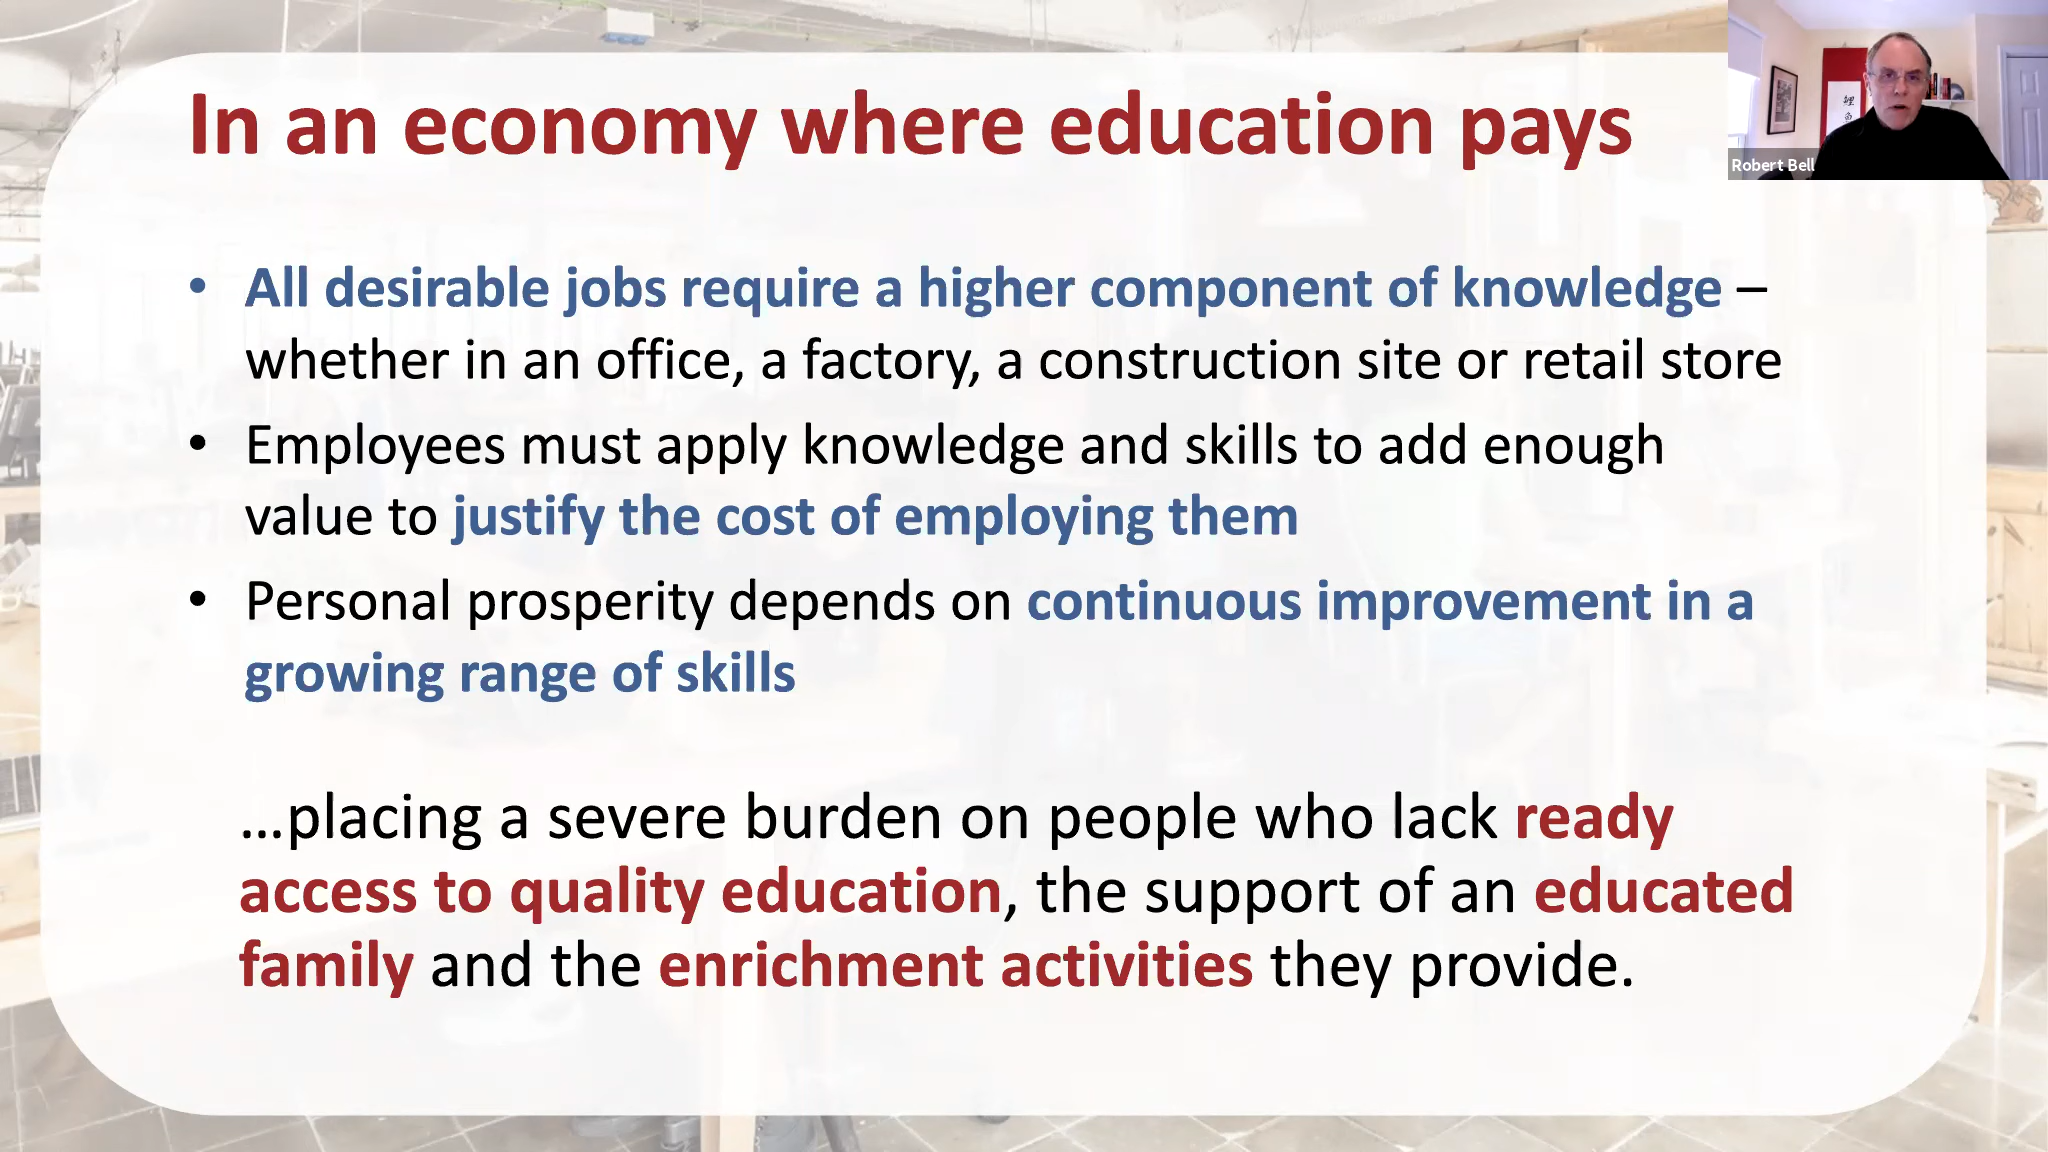 In an economy where education pays
Robert Bell
• All desirable jobs require a higher component of knowledge –
whether in an office, a factory, a construction site or retail store
• Employees must apply knowledge and skills to add enough
value to justify the cost of employing them
• Personal prosperity depends on continuous improvement in a
growing range of skills
...placing a severe burden on people who lack ready
access to quality education, the support of an educated
family and the enrichment activities they provide.